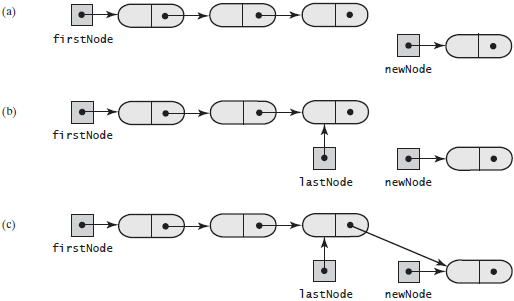 (a)
firstNode
newNode
(b)
firstNode
lastNode newNode
(c)
firstNode
lastNode newNode